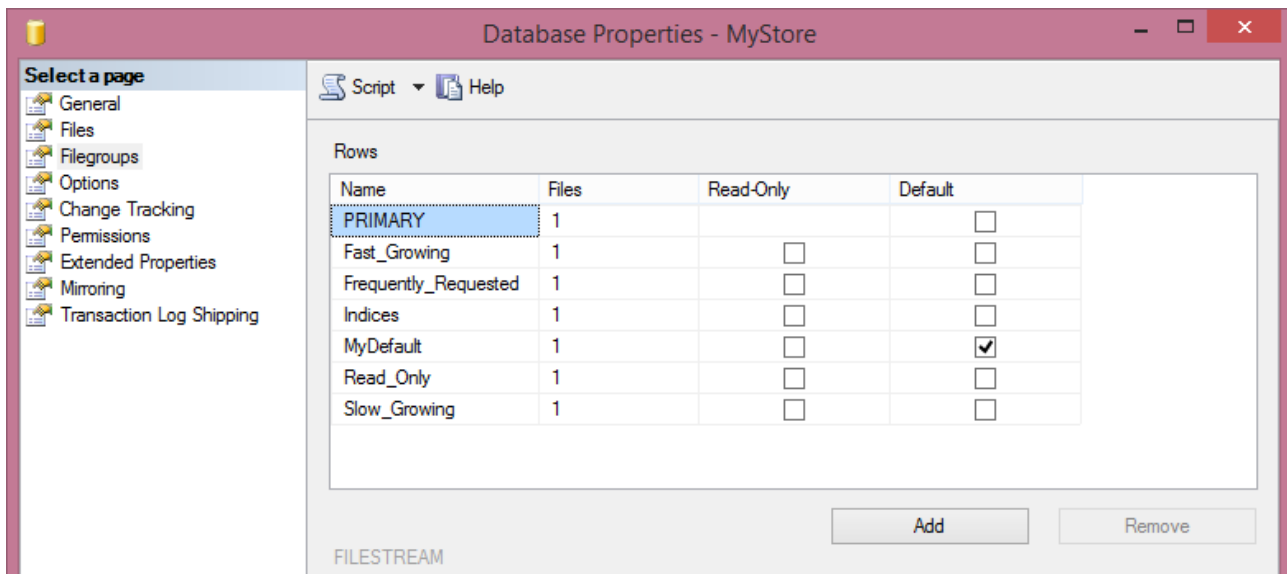 Database Properties - MyStore
Select a page
General
Files
Filegroups
Options
Change Tracking
Permissions
Extended Properties
Mirroring
Transaction Log Shipping
Script Help
Rows
Name Files Read-Only Default
PRIMARY 1
Fast_Growing 1
Frequently_Requested 1
Indices 1
MyDefault 1
Read_Only 1
Slow_Growing 1
Add Remove
FILESTREAM